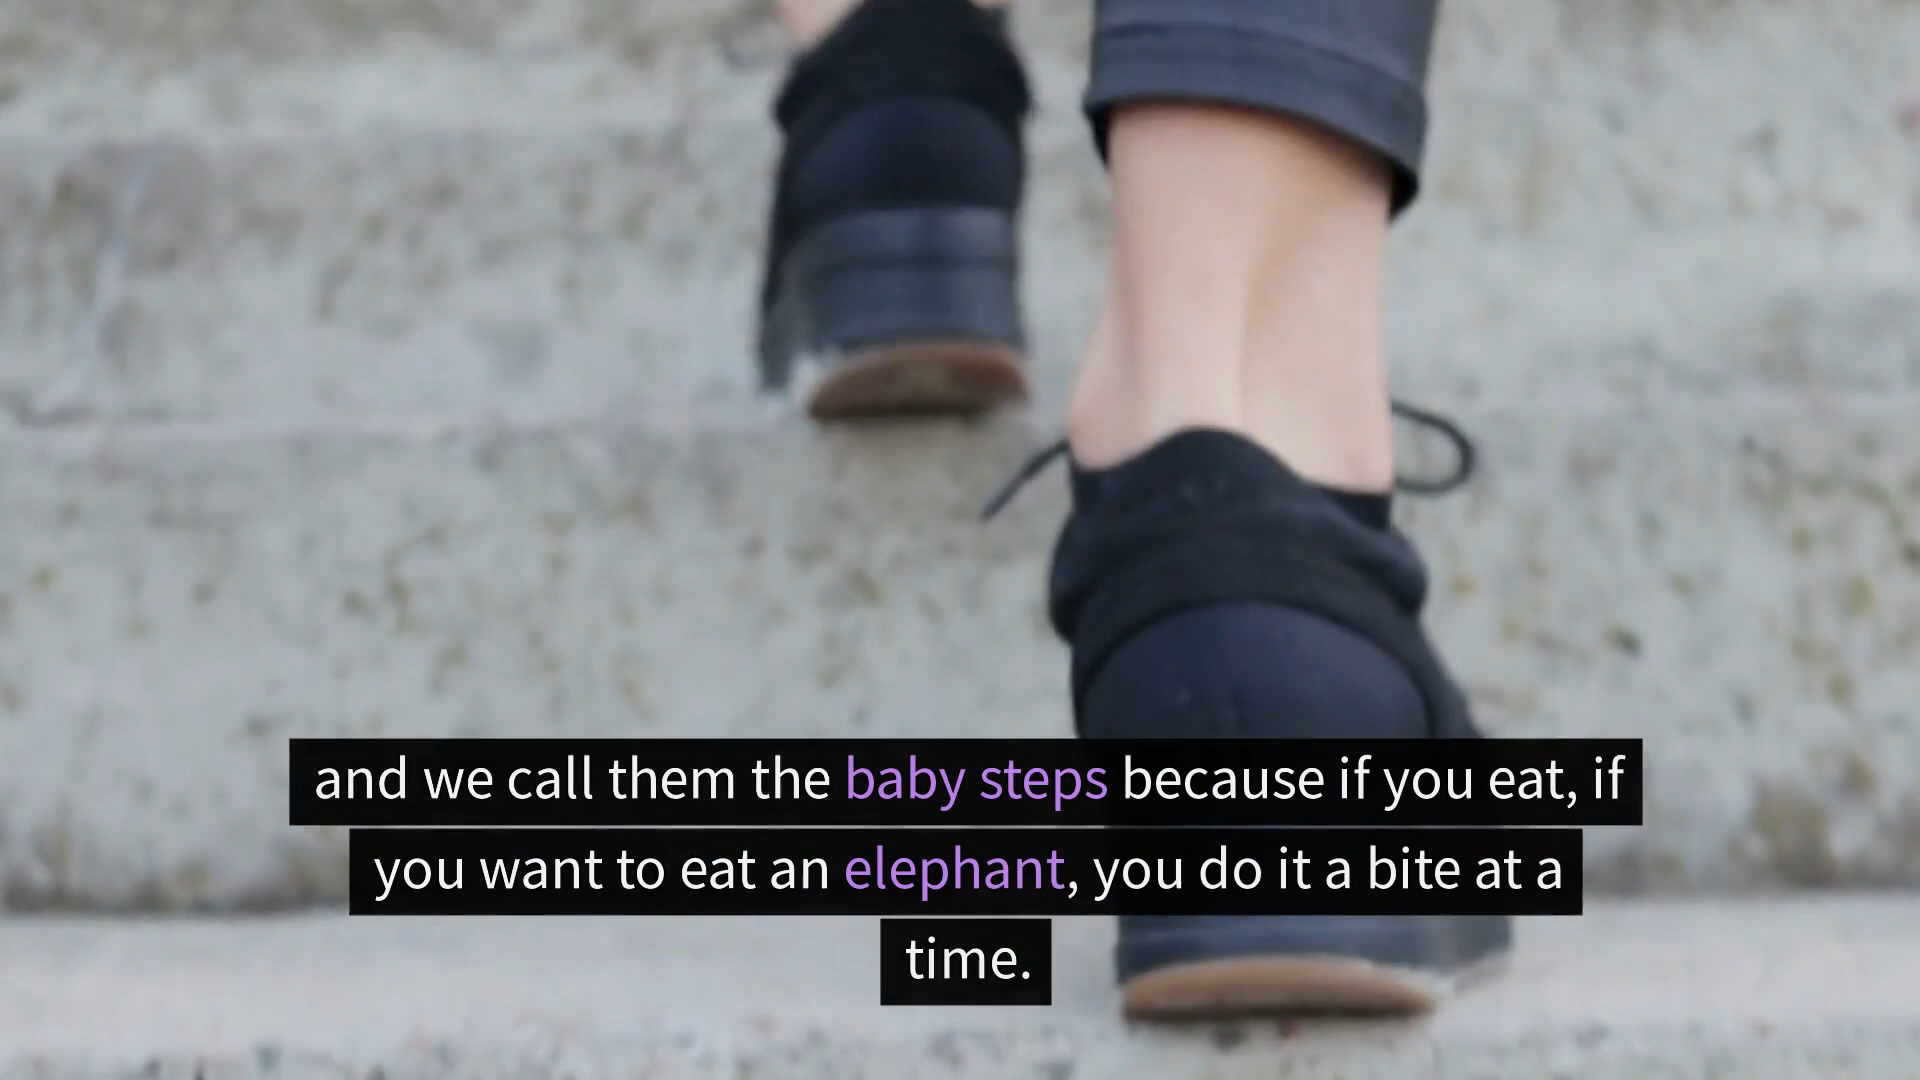 and we call them the baby steps because if you eat, if
you want to eat an elephant, you do it a bite at a
time.